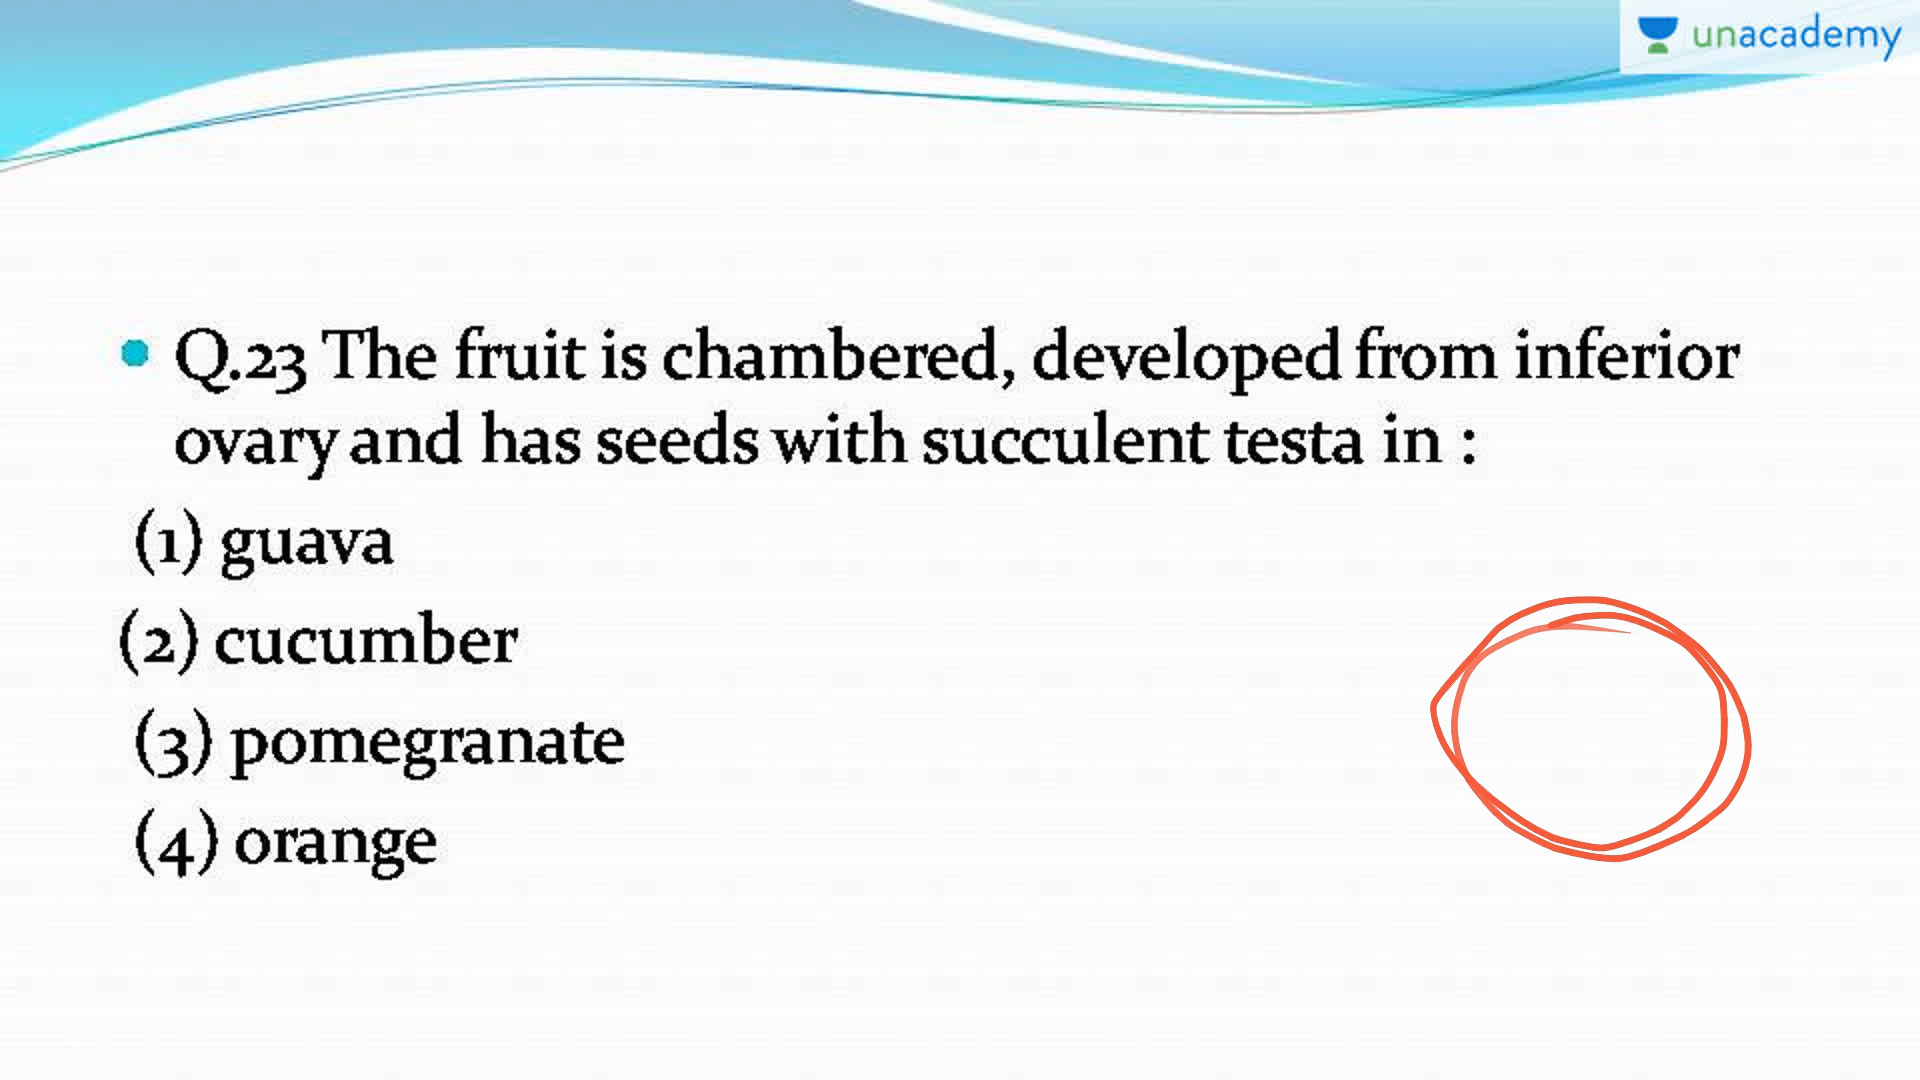 unacademy
Q.23 The fruit is chambered, developed from inferior
ovary and has seeds with succulent testa in :
(1) guava
(2) cucumber
(3) pomegranate
(4) orange